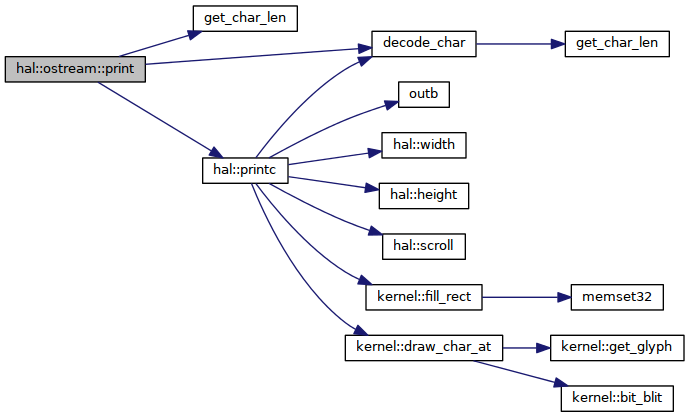 get_char_len
hal::ostream::print
decode_char
get_char_len
outb
hal::width
hal::printc
hal::height
hal::scroll
kernel::fill_rect
memset32
kernel::draw_char_at
kernel::get_glyph
kernel::bit_blit